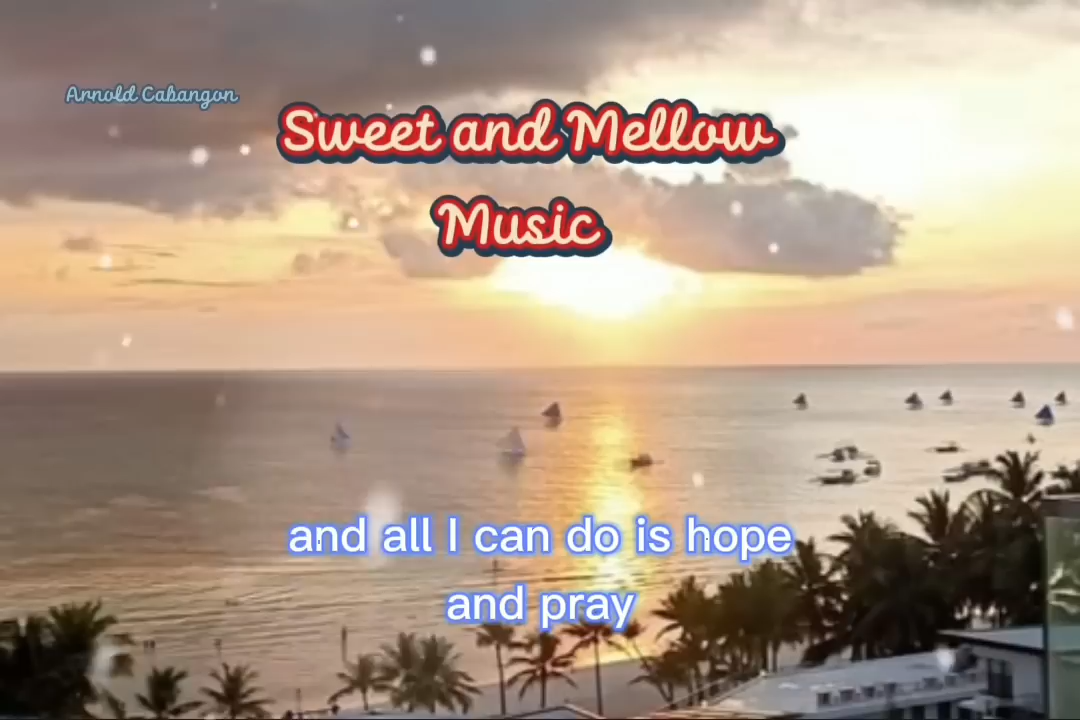 Arnold Cabangon
Sweet and Mellow
Music
and all I can do is hope
and pray